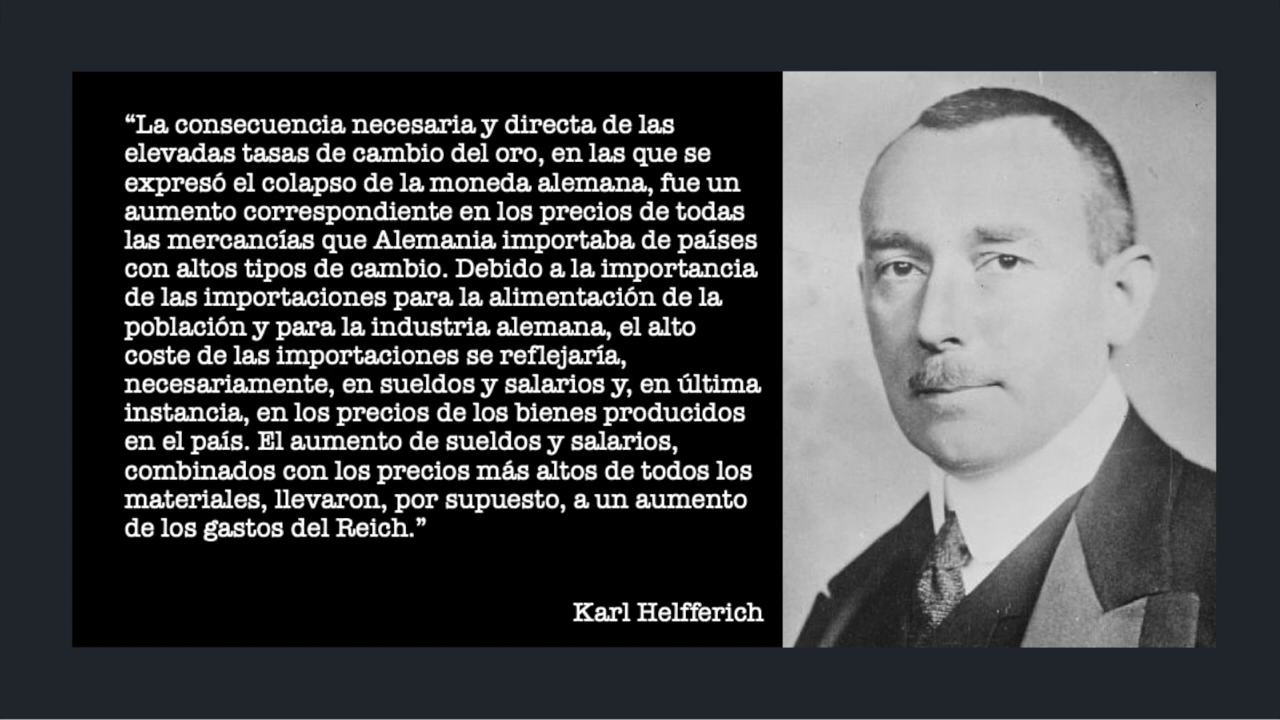 “La consecuencia necesaria y directa de las
elevadas tasas de cambio del oro, en las que se
expresó el colapso de la moneda alemana, fue un
aumento correspondiente en los precios de todas
las mercancías que Alemania importaba de países
con altos tipos de cambio. Debido a la importancia
de las importaciones para la alimentación de la
población y para la industria alemana, el alto
coste de las importaciones se reflejaría,
necesariamente, en sueldos y salarios y, en última
instancia, en los precios de los bienes producidos
en el país. El aumento de sueldos y salarios,
combinados con los precios más altos de todos los
materiales, llevaron, por supuesto, a un aumento
de los gastos del Reich.”
Karl Helfferich